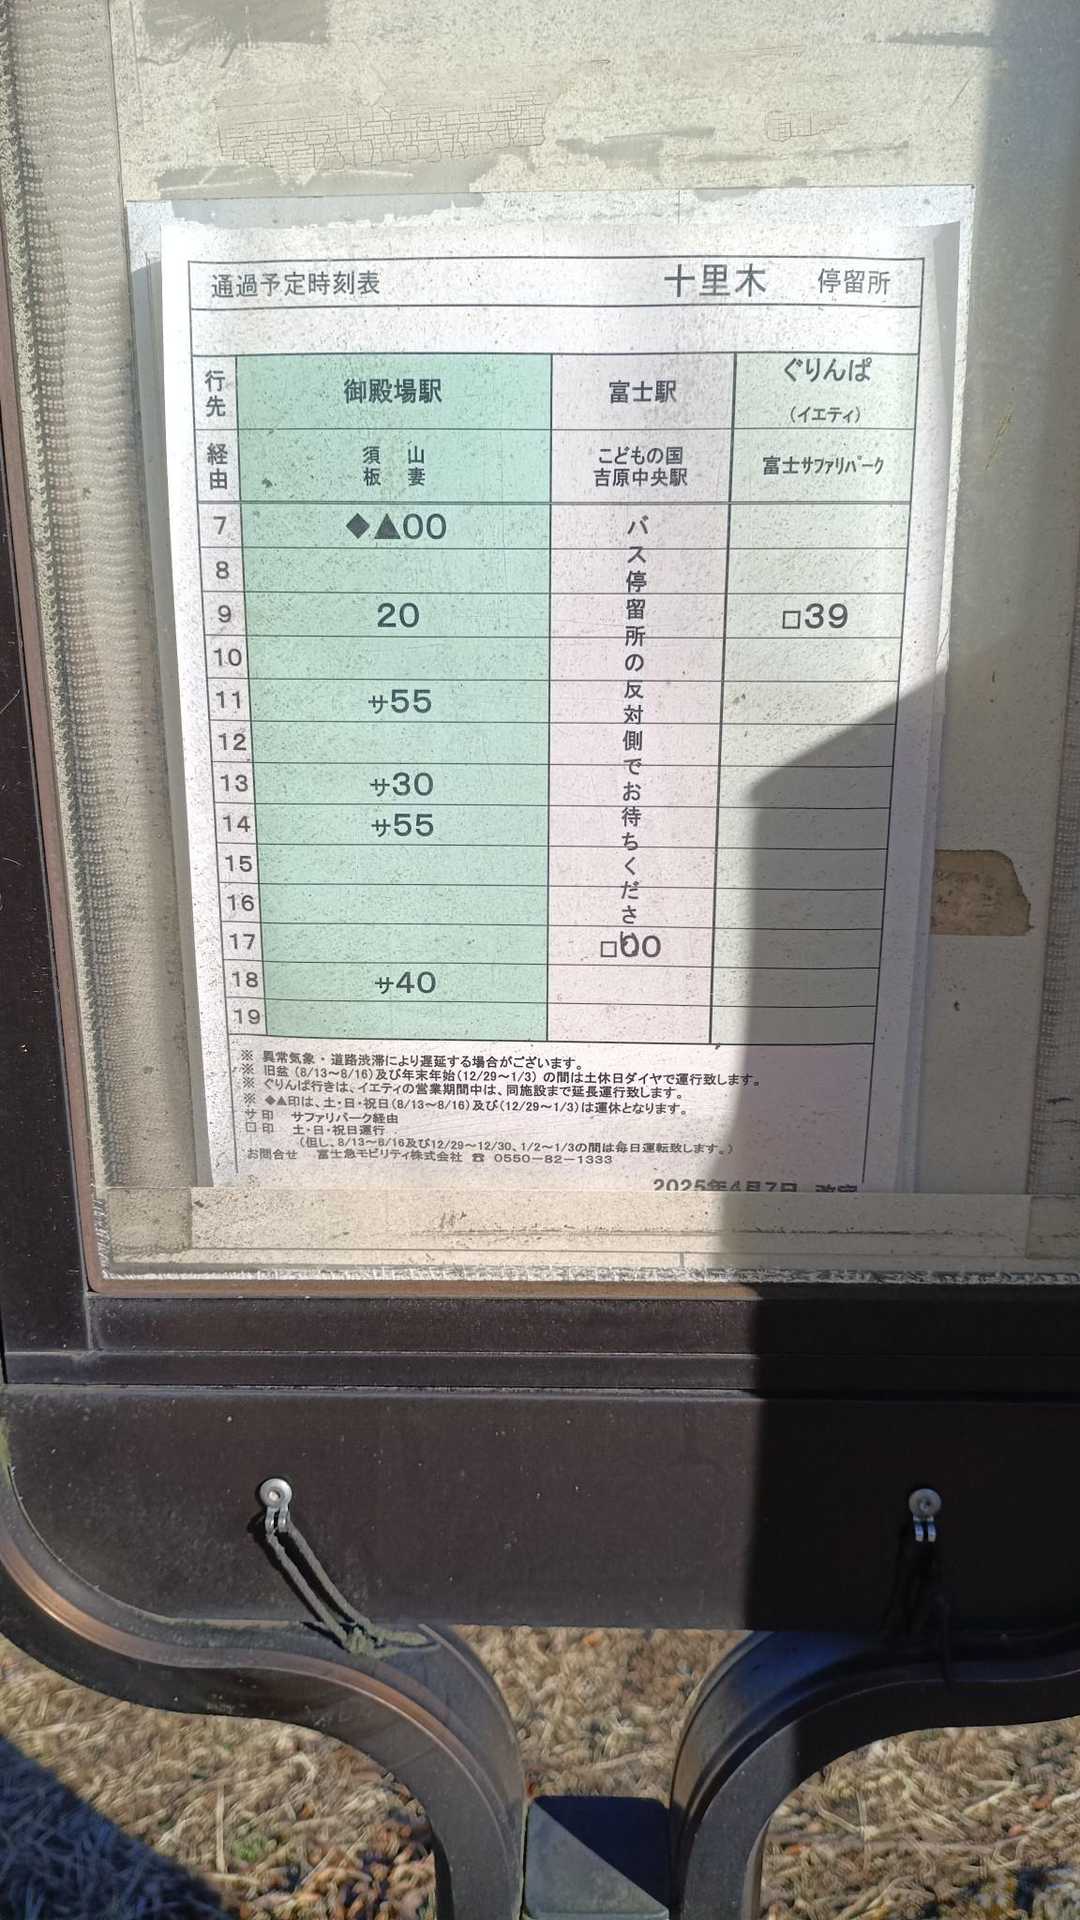 通過予定時刻表 十里木 停留所
行先 御殿場駅 富士駅 ぐりんぱ
(イエティ)
経由 須山 こどもの国 富士サファリパーク
板妻 吉原中央駅
バス停留所の反対側でお待ちください
7 ◆▲00
8
9 20 □39
10
11 サ55
12
13 サ30
14 サ55
15
16
17 □00
18 サ40
19
※ 異常気象・道路渋滞により遅延する場合がございます。
※ 旧盆 (8/13~8/16)及び年末年始(12/29~1/3) の間は土休日ダイヤで運行致します。
※ ぐりんぱ行きは、イエティの営業期間中は、同施設まで延長運行致します。
※ ◆▲印は、土・日・祝日(8/13~8/16)及び(12/29~1/3)は運休となります。
サ印 サファリパーク経由
□印 土・日・祝日運行
(但し、8/13~8/16及び12/29~12/30、1/2~1/3の間は毎日運転致します。)
お問合せ 富士急モビリティ株式会社 ☎ 0550-82-1333
2025年4月7日 改定